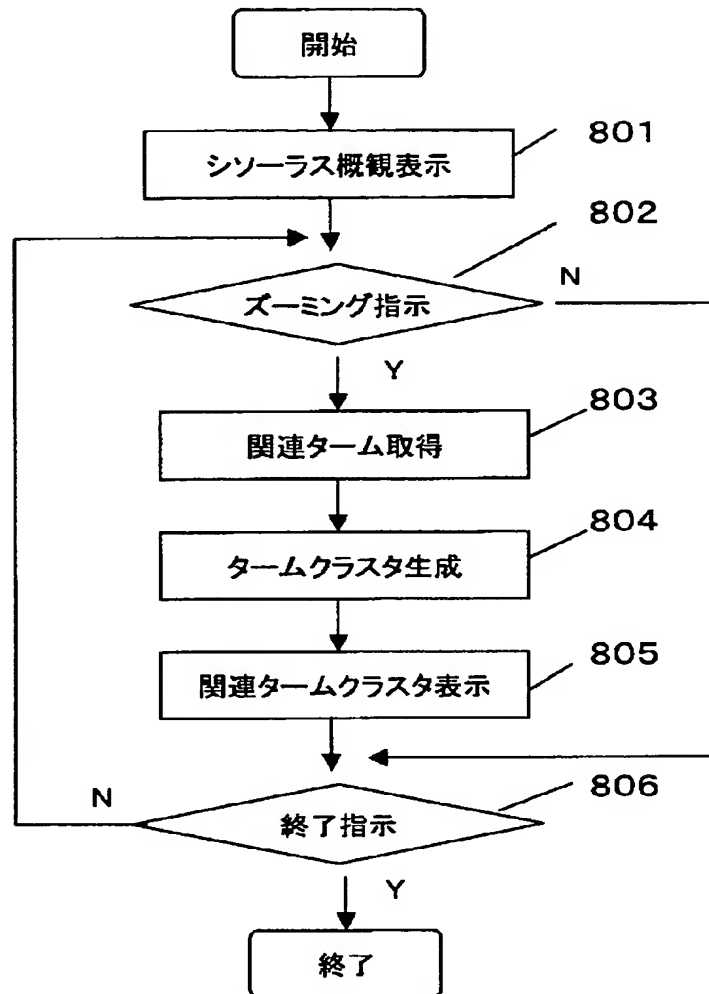 開始
801
シソーラス概観表示
802
ズーミング指示
N
Y
803
関連ターム取得
804
タームクラスタ生成
805
関連タームクラスタ表示
806
N
終了指示
Y
終了